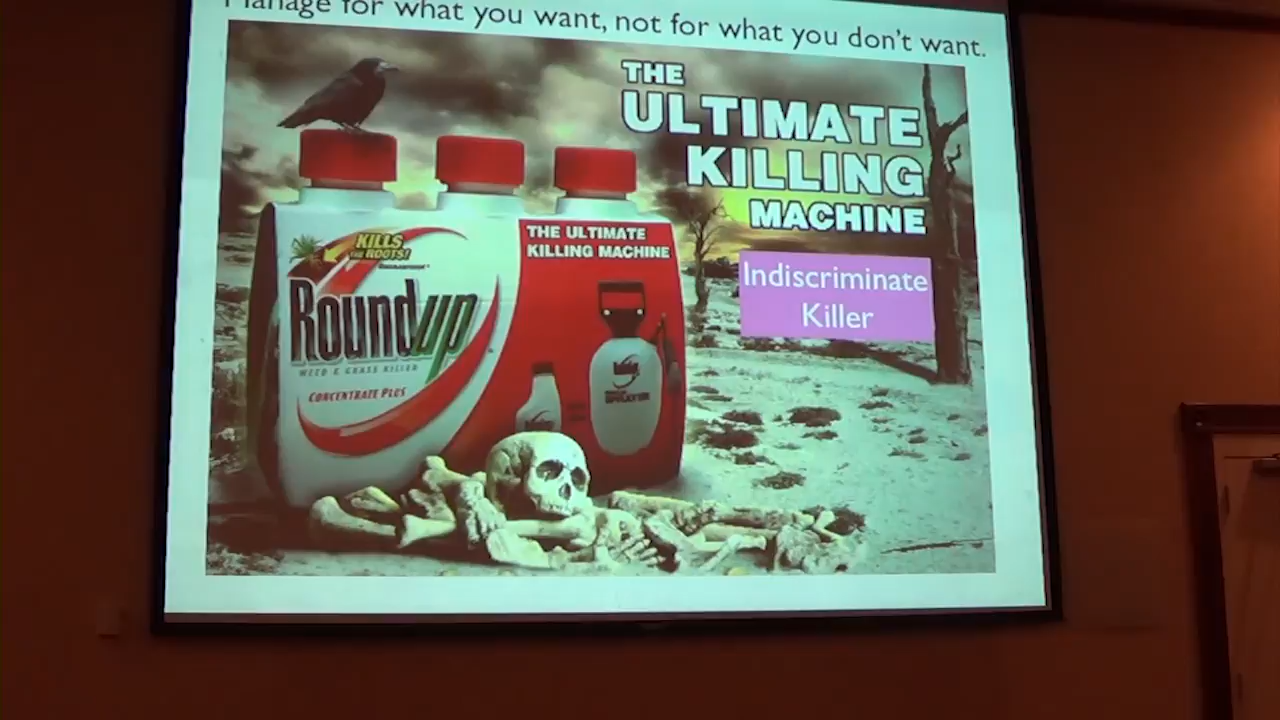 Manage for what you want, not for what you don't want.
THE
ULTIMATE
KILLING
MACHINE
Indiscriminate
Killer
THE ULTIMATE
KILLING MACHINE
KILLS
THE ROOTS!
Roundup
WEED & GRASS KILLER
CONCENTRATE PLUS